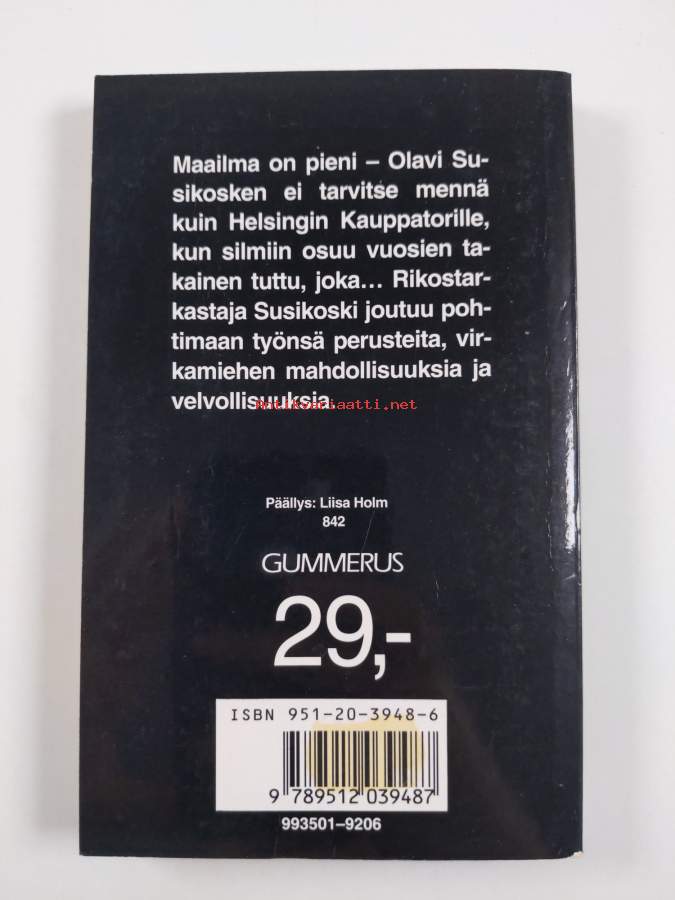 Maailma on pieni – Olavi Su-
sikosken ei tarvitse mennä
kuin Helsingin Kauppatorille,
kun silmiin osuu vuosien ta-
kainen tuttu, joka... Rikostar-
kastaja Susikoski joutuu poh-
timaan työnsä perusteita, vir-
kamiehen mahdollisuuksia ja
velvollisuuksia.
Antikvariaatti.net
Päällys: Liisa Holm
842
GUMMERUS
29,-
ISBN 951-20-3948-6
9 789512 039487
993501–9206